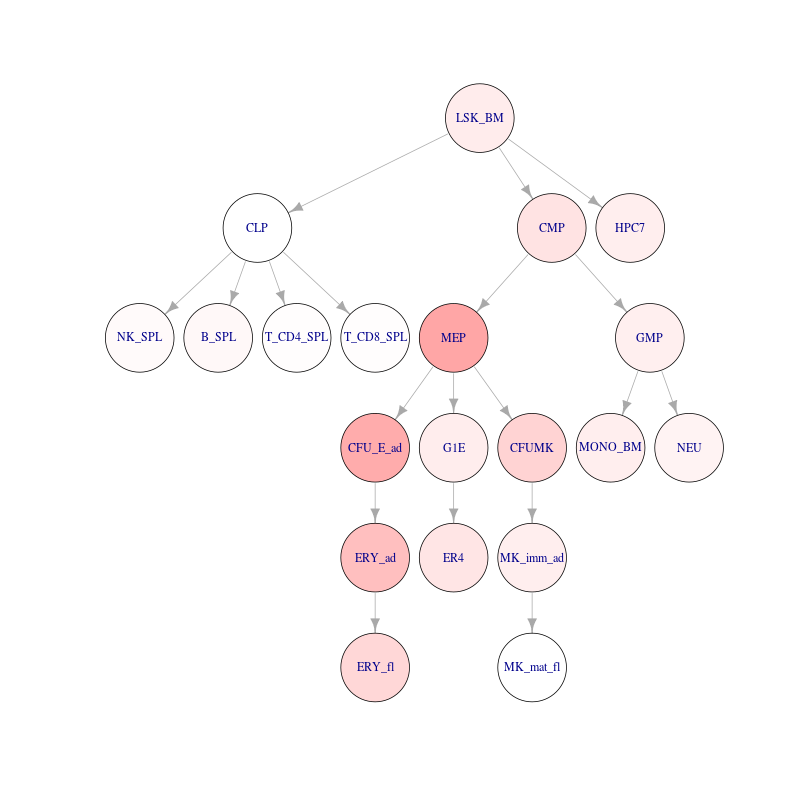 LSK_BM
CLP
CMP
HPC7
NK_SPL
B_SPL
T_CD4_SPL
T_CD8_SPL
MEP
GMP
CFU_E_ad
G1E
CFUMK
MONO_BM
NEU
ERY_ad
ER4
MK_imm_ad
ERY_fl
MK_mat_fl